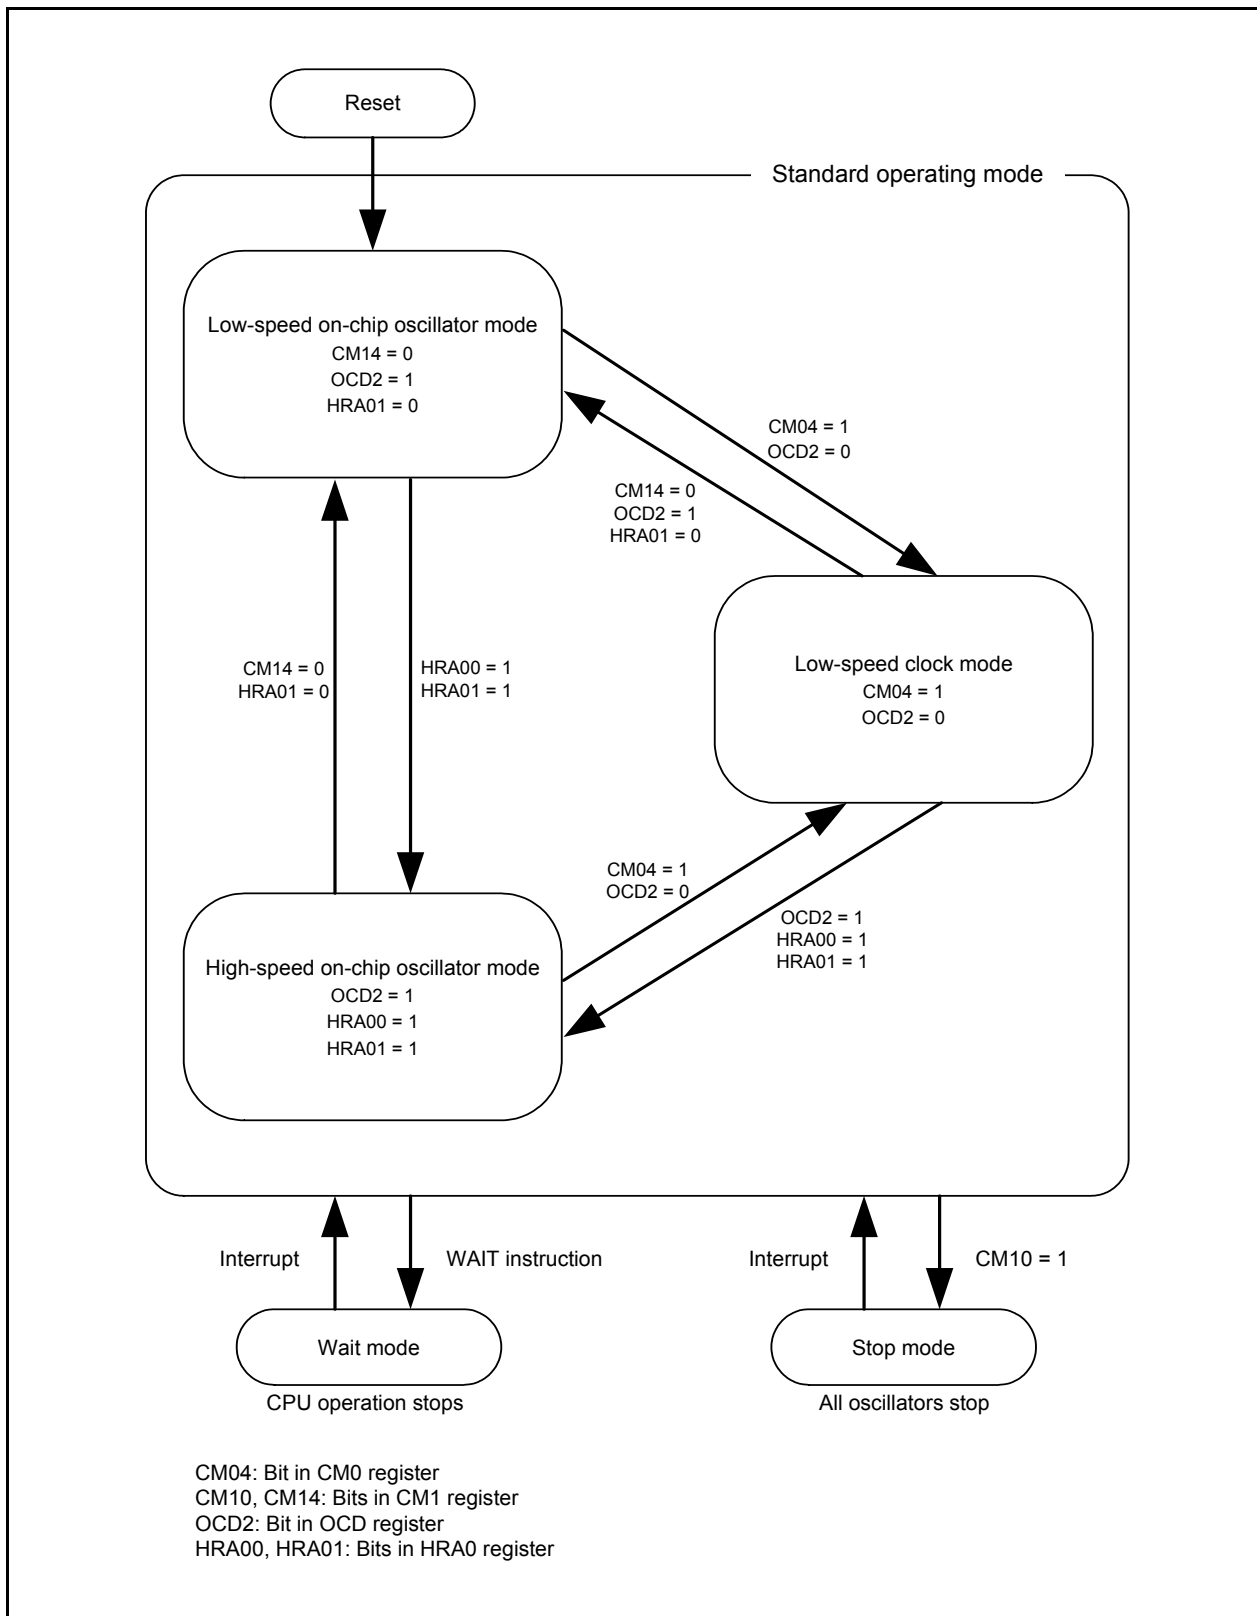 Reset
Standard operating mode
Low-speed on-chip oscillator mode
CM14 = 0
OCD2 = 1
HRA01 = 0
CM04 = 1
OCD2 = 0
CM14 = 0
OCD2 = 1
HRA01 = 0
CM14 = 0
HRA01 = 0
HRA00 = 1
HRA01 = 1
Low-speed clock mode
CM04 = 1
OCD2 = 0
CM04 = 1
OCD2 = 0
OCD2 = 1
HRA00 = 1
HRA01 = 1
High-speed on-chip oscillator mode
OCD2 = 1
HRA00 = 1
HRA01 = 1
Interrupt
WAIT instruction
Interrupt
CM10 = 1
Wait mode
Stop mode
CPU operation stops
All oscillators stop
CM04: Bit in CM0 register
CM10, CM14: Bits in CM1 register
OCD2: Bit in OCD register
HRA00, HRA01: Bits in HRA0 register